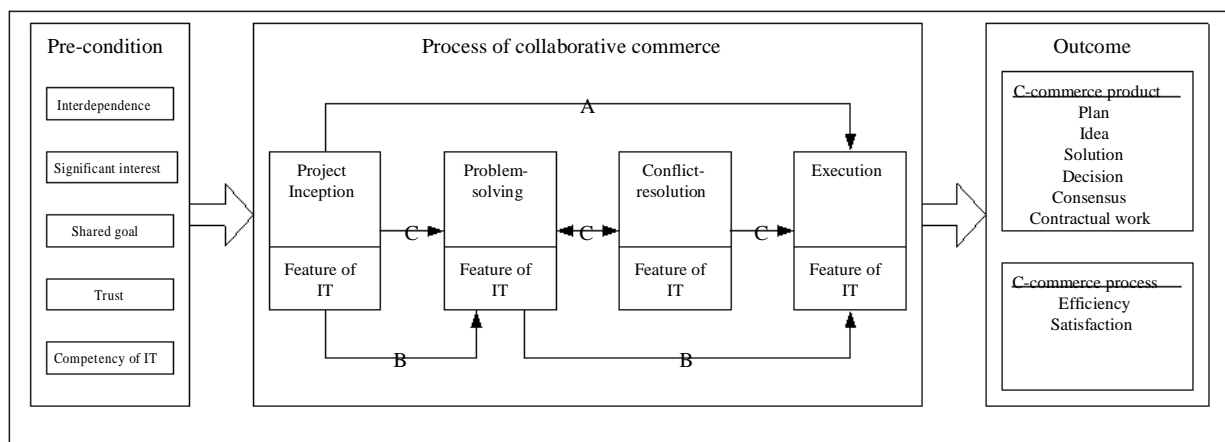 Pre-condition
Interdependence
Significant interest
Shared goal
Trust
Competency of IT
Process of collaborative commerce
A
Project
Inception
Feature of
IT
C
Problem-
solving
Feature of
IT
C
Conflict-
resolution
Feature of
IT
C
Execution
Feature of
IT
B
B
Outcome
C-commerce product
Plan
Idea
Solution
Decision
Consensus
Contractual work
C-commerce process
Efficiency
Satisfaction